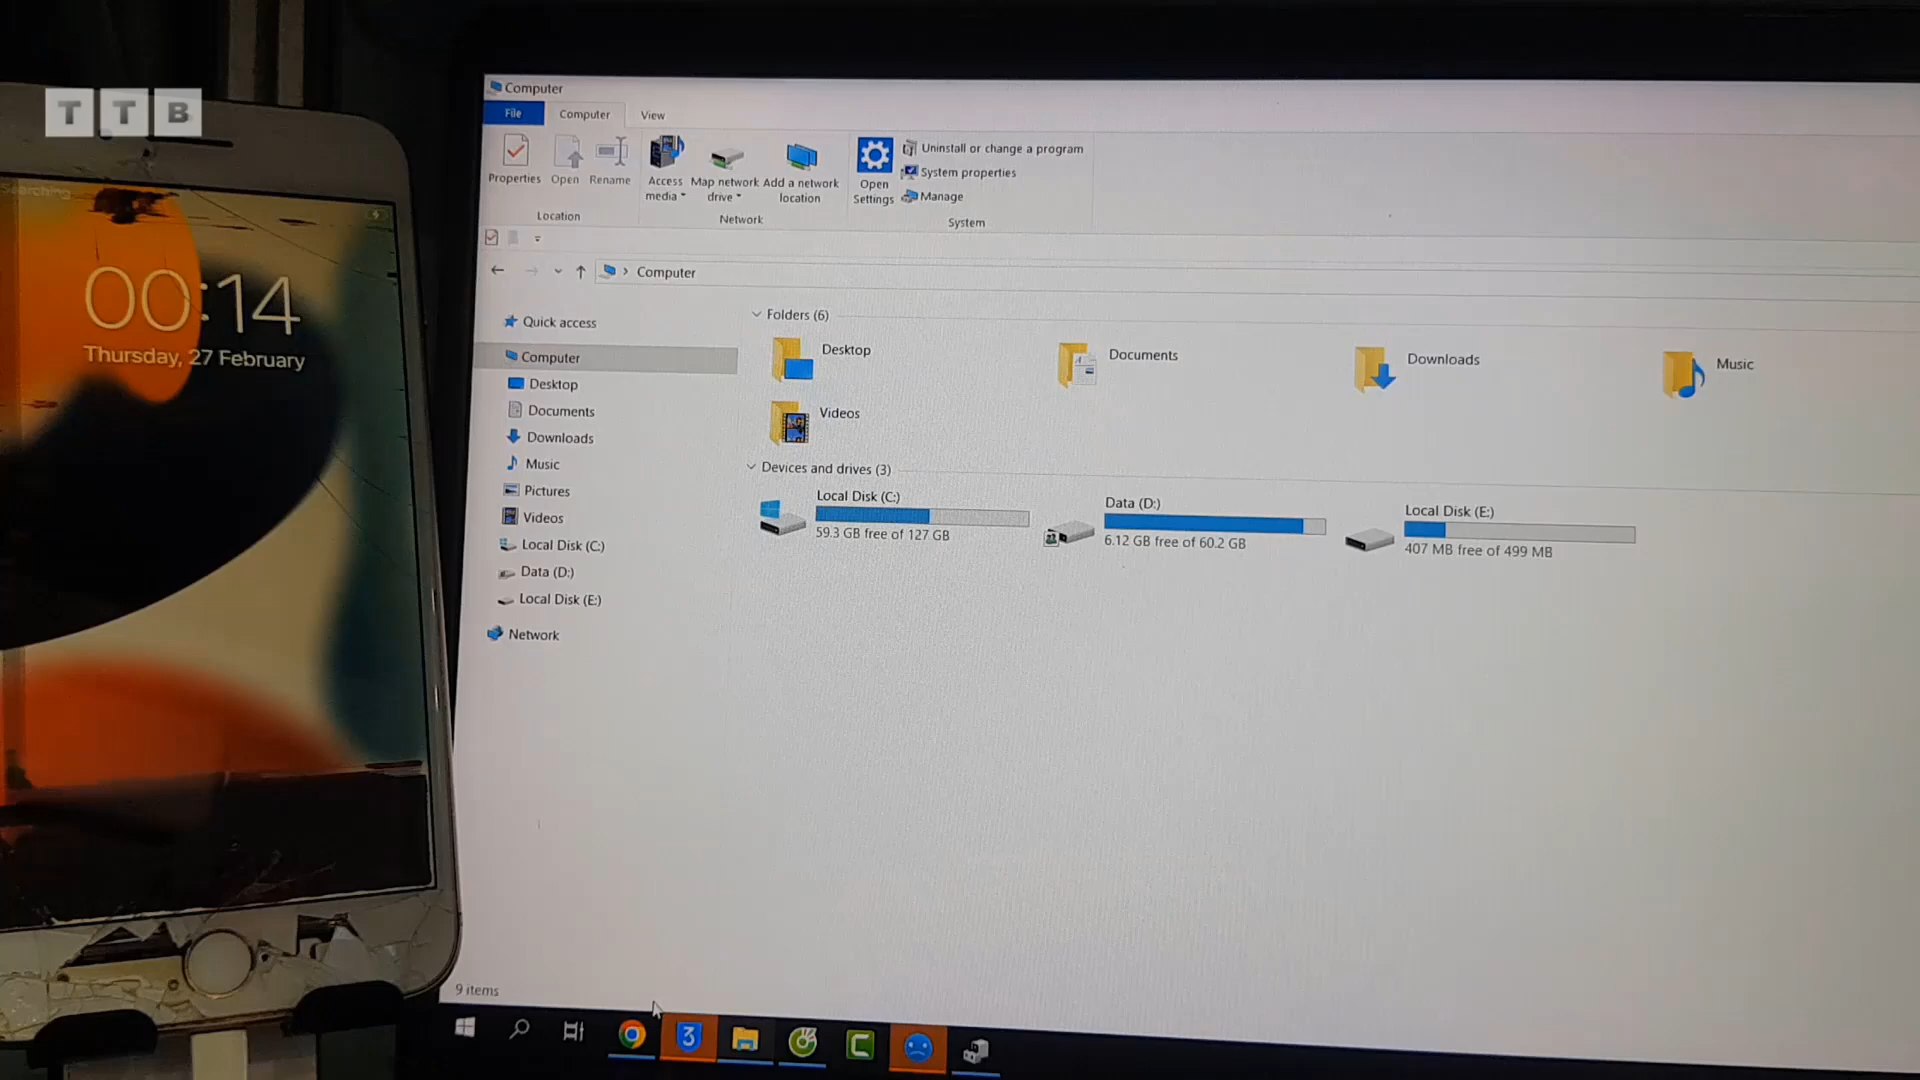 TTB
Searching
00:14
Thursday, 27 February
Computer
File
Computer
View
Properties
Open
Rename
Access
media
Map network
drive
Add a network
location
Open
Settings
Uninstall or change a program
System properties
Manage
Location
Network
System
Computer
Quick access
Computer
Desktop
Documents
Downloads
Music
Pictures
Videos
Local Disk (C:)
Data (D:)
Local Disk (E:)
Network
Folders (6)
Desktop
Documents
Downloads
Music
Videos
Devices and drives (3)
Local Disk (C:)
59.3 GB free of 127 GB
Data (D:)
6.12 GB free of 60.2 GB
Local Disk (E:)
407 MB free of 499 MB
9 items
3
C